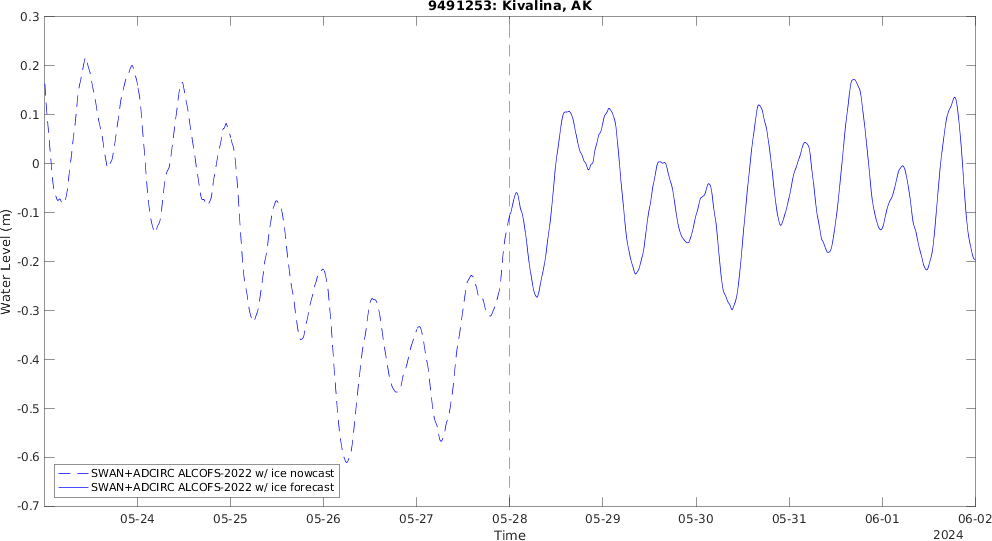 9491253: Kivalina, AK
0.3
0.2
0.1
0
-0.1
-0.2
-0.3
-0.4
-0.5
-0.6
-0.7
Water Level (m)
SWAN+ADCIRC ALCOFS-2022 w/ ice nowcast
SWAN+ADCIRC ALCOFS-2022 w/ ice forecast
05-24 05-25 05-26 05-27 05-28 05-29 05-30 05-31 06-01 06-02
Time
2024